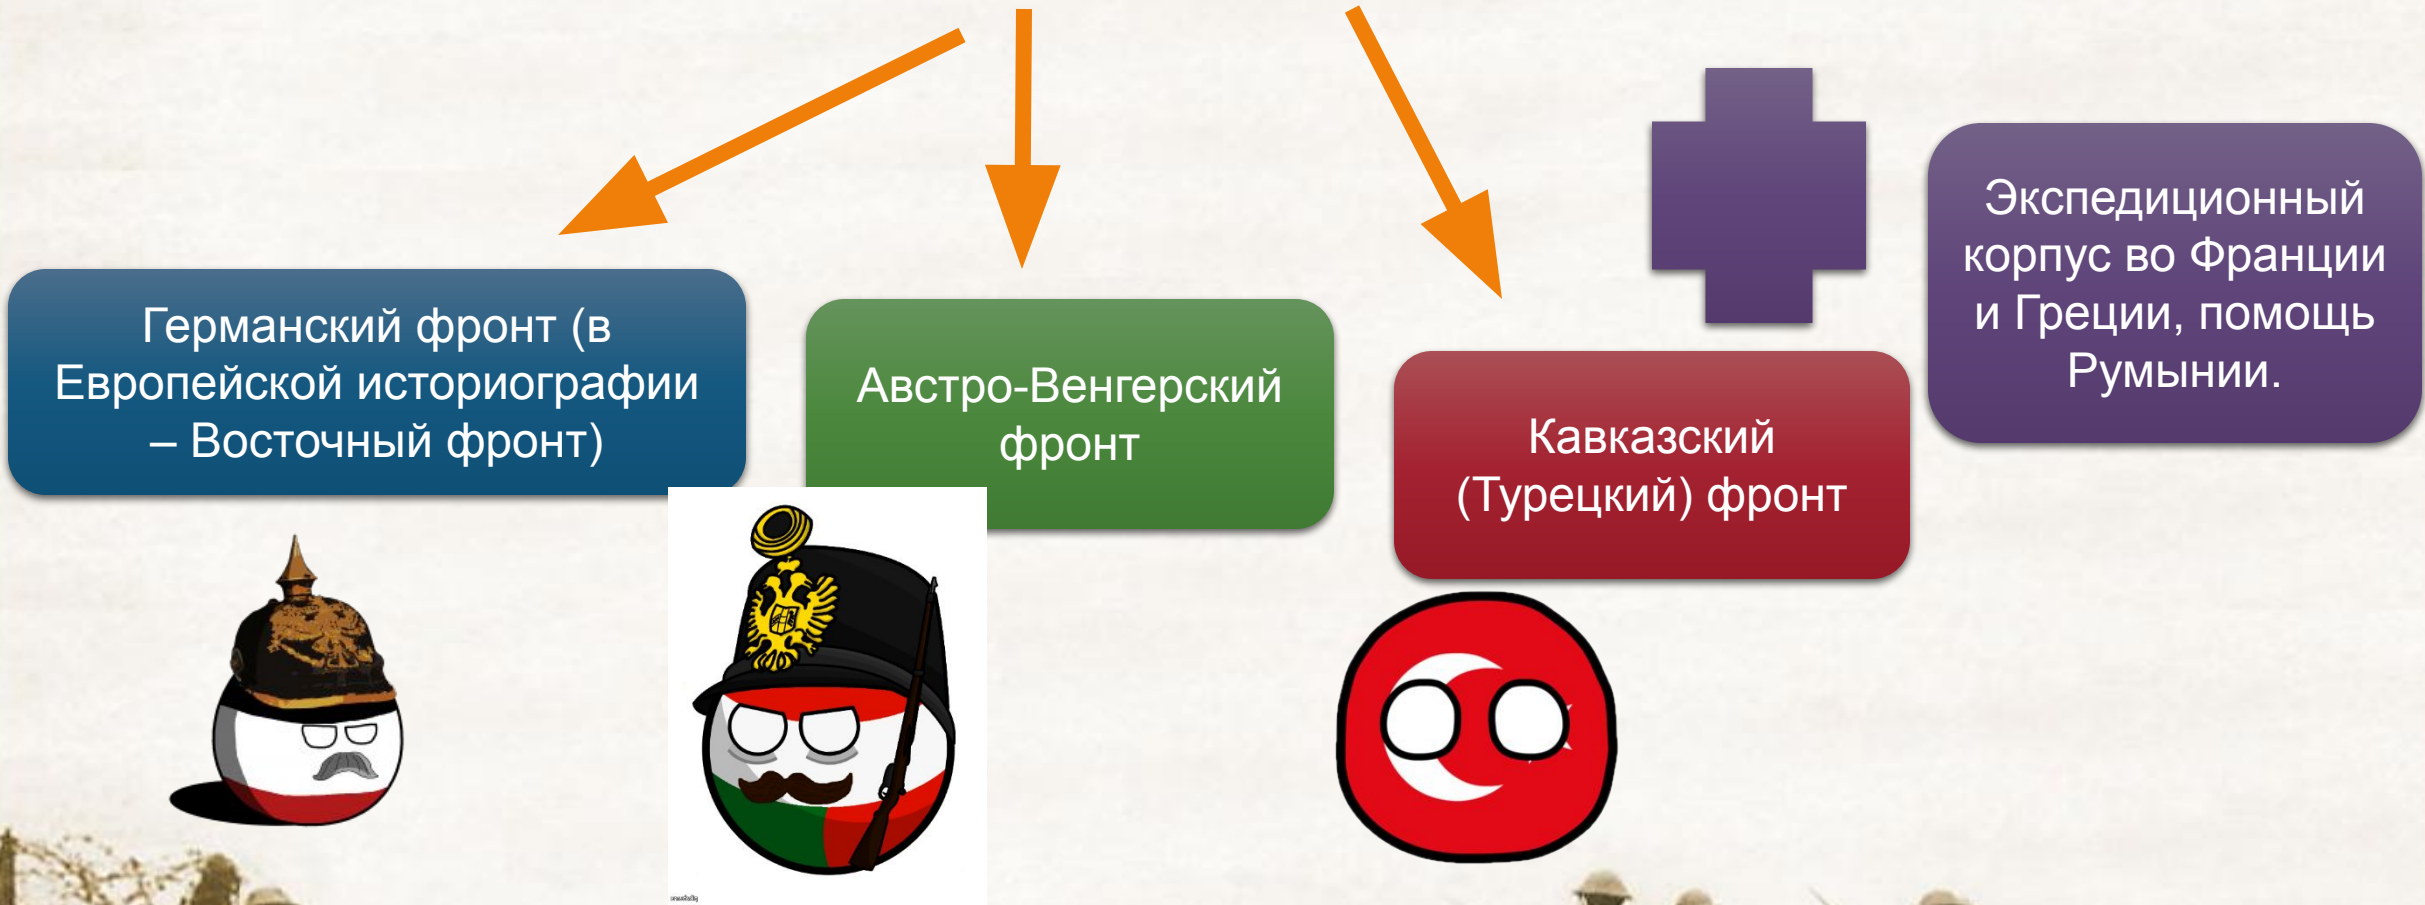 Германский фронт (в
Европейской историографии
– Восточный фронт)
Австро-Венгерский
фронт
Кавказский
(Турецкий) фронт
Экспедиционный
корпус во Франции
и Греции, помощь
Румынии.